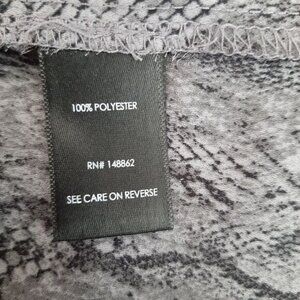 100% POLYESTER
RN# 148862
SEE CARE ON REVERSE